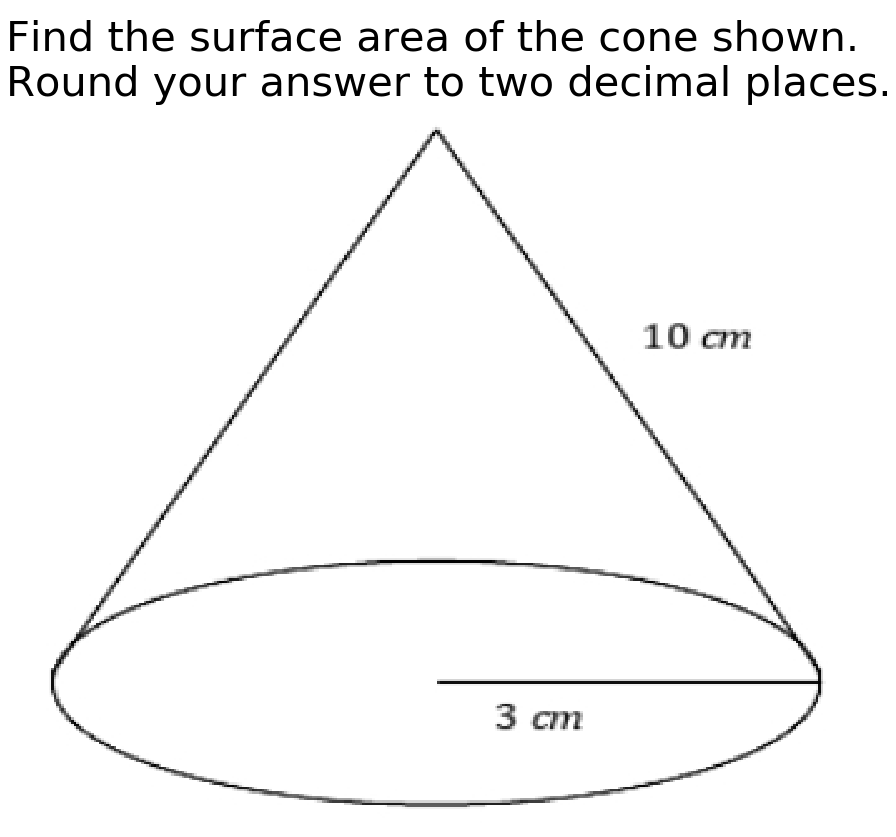 Find the surface area of the cone shown.
Round your answer to two decimal places.
10 cm
3 cm